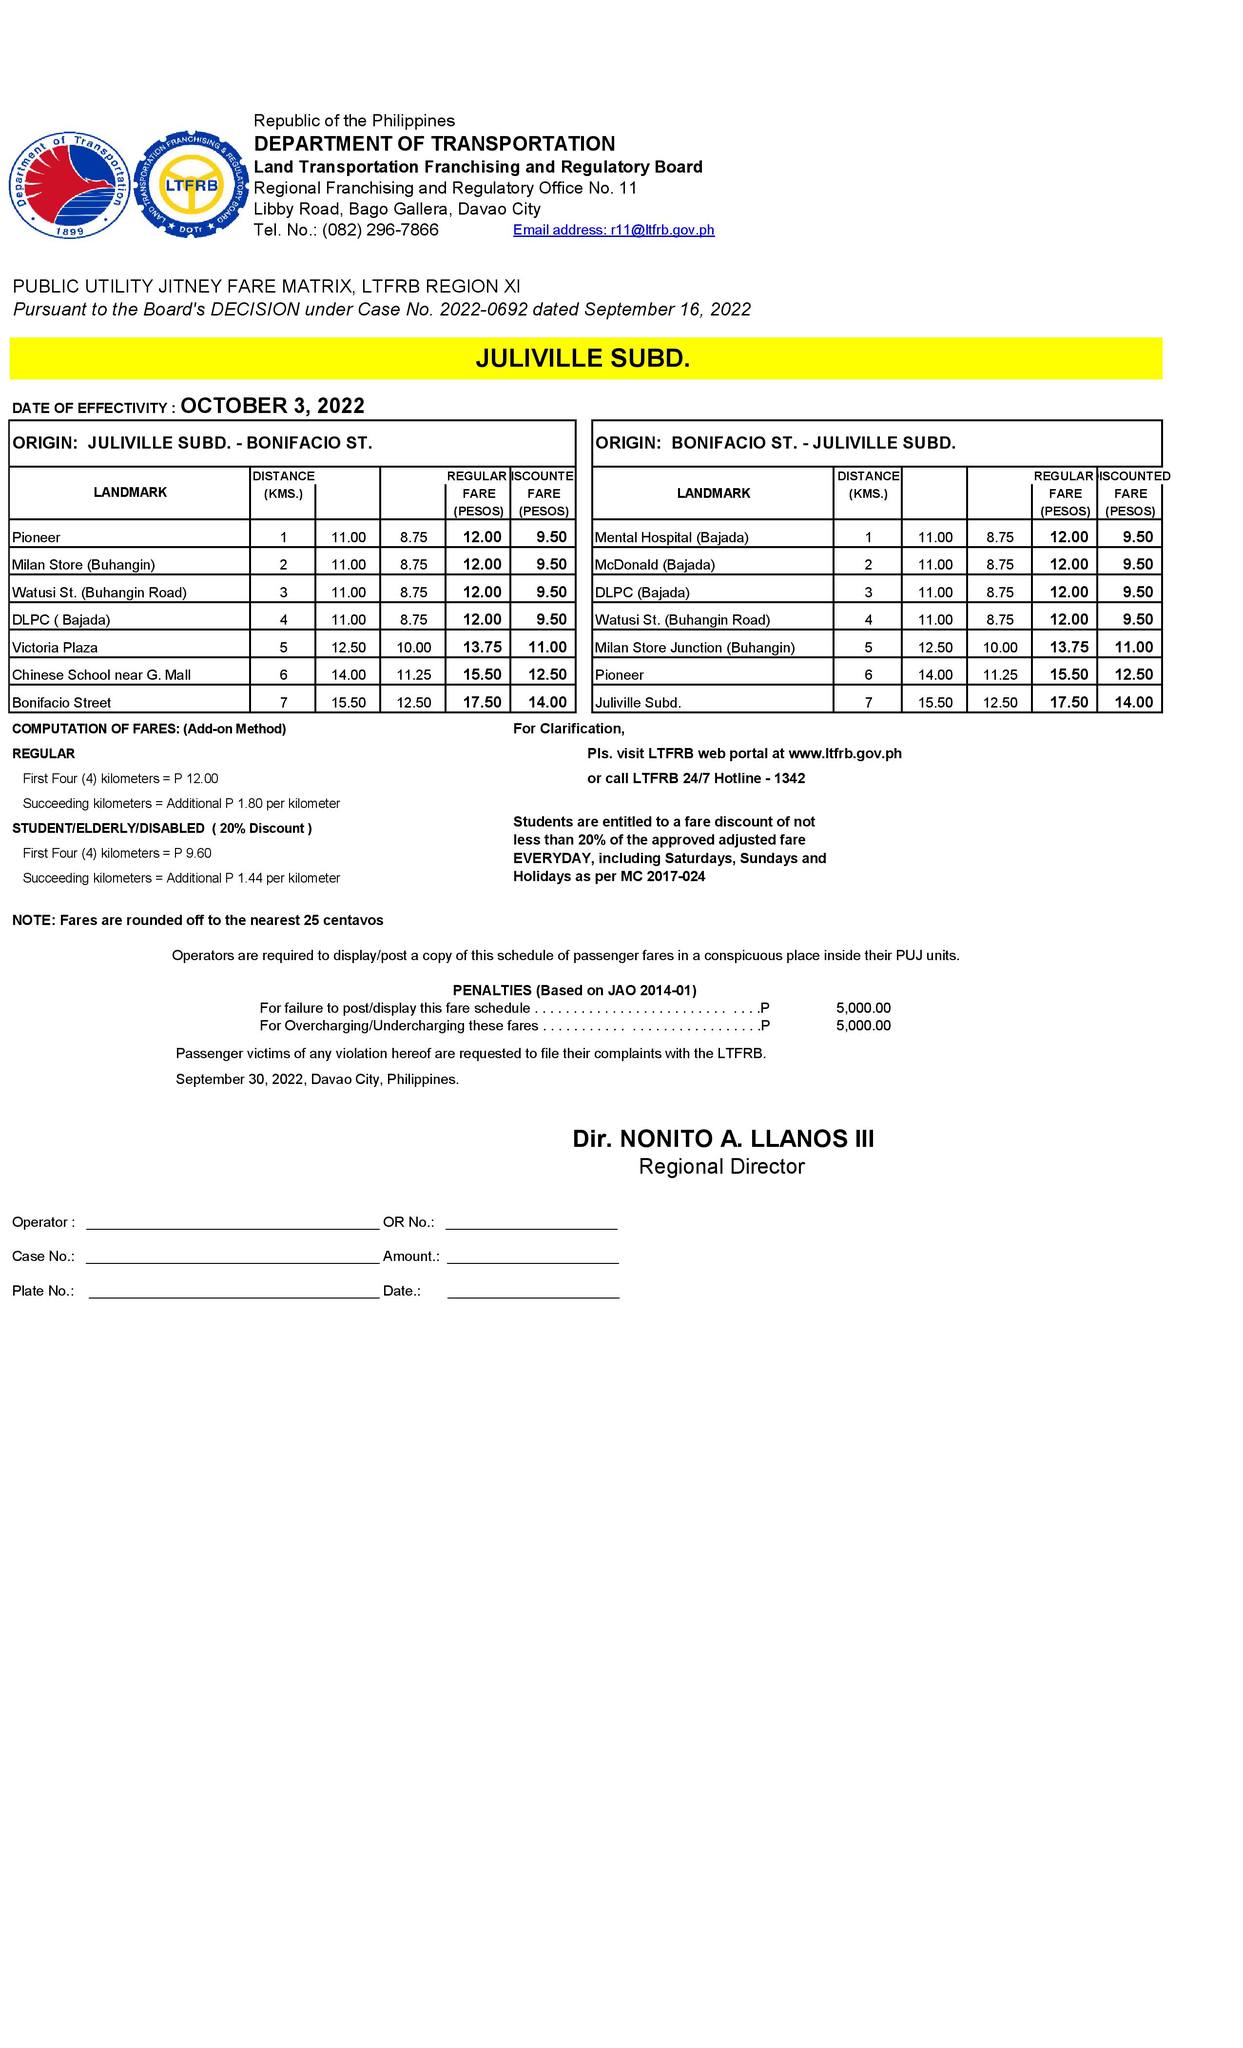 Republic of the Philippines
DEPARTMENT OF TRANSPORTATION
Land Transportation Franchising and Regulatory Board
Regional Franchising and Regulatory Office No. 11
Libby Road, Bago Gallera, Davao City
Tel. No.: (082) 296-7866 Email address: r11@ltfrb.gov.ph
Department of Transportation
1899
LAND TRANSPORTATION FRANCHISING & REGULATORY BOARD
LTFRB
DOTr
PUBLIC UTILITY JITNEY FARE MATRIX, LTFRB REGION XI
Pursuant to the Board's DECISION under Case No. 2022-0692 dated September 16, 2022
JULIVILLE SUBD.
DATE OF EFFECTIVITY : OCTOBER 3, 2022
ORIGIN: JULIVILLE SUBD. - BONIFACIO ST.
LANDMARK DISTANCE (KMS.) REGULAR FARE (PESOS) ISCOUNTE FARE (PESOS)
Pioneer 1 11.00 8.75 12.00 9.50
Milan Store (Buhangin) 2 11.00 8.75 12.00 9.50
Watusi St. (Buhangin Road) 3 11.00 8.75 12.00 9.50
DLPC ( Bajada) 4 11.00 8.75 12.00 9.50
Victoria Plaza 5 12.50 10.00 13.75 11.00
Chinese School near G. Mall 6 14.00 11.25 15.50 12.50
Bonifacio Street 7 15.50 12.50 17.50 14.00
ORIGIN: BONIFACIO ST. - JULIVILLE SUBD.
LANDMARK DISTANCE (KMS.) REGULAR FARE (PESOS) ISCOUNTED FARE (PESOS)
Mental Hospital (Bajada) 1 11.00 8.75 12.00 9.50
McDonald (Bajada) 2 11.00 8.75 12.00 9.50
DLPC (Bajada) 3 11.00 8.75 12.00 9.50
Watusi St. (Buhangin Road) 4 11.00 8.75 12.00 9.50
Milan Store Junction (Buhangin) 5 12.50 10.00 13.75 11.00
Pioneer 6 14.00 11.25 15.50 12.50
Juliville Subd. 7 15.50 12.50 17.50 14.00
COMPUTATION OF FARES: (Add-on Method)
REGULAR
First Four (4) kilometers = P 12.00
Succeeding kilometers = Additional P 1.80 per kilometer
STUDENT/ELDERLY/DISABLED ( 20% Discount )
First Four (4) kilometers = P 9.60
Succeeding kilometers = Additional P 1.44 per kilometer
For Clarification,
Pls. visit LTFRB web portal at www.ltfrb.gov.ph
or call LTFRB 24/7 Hotline - 1342
Students are entitled to a fare discount of not
less than 20% of the approved adjusted fare
EVERYDAY, including Saturdays, Sundays and
Holidays as per MC 2017-024
NOTE: Fares are rounded off to the nearest 25 centavos
Operators are required to display/post a copy of this schedule of passenger fares in a conspicuous place inside their PUJ units.
PENALTIES (Based on JAO 2014-01)
For failure to post/display this fare schedule . . . . . . . . . . . . . . . . . . . . . . . . . . . . .P 5,000.00
For Overcharging/Undercharging these fares . . . . . . . . . . . . . . . . . . . . . . . . . . . .P 5,000.00
Passenger victims of any violation hereof are requested to file their complaints with the LTFRB.
September 30, 2022, Davao City, Philippines.
Dir. NONITO A. LLANOS III
Regional Director
Operator : OR No.:
Case No.: Amount.:
Plate No.: Date.: